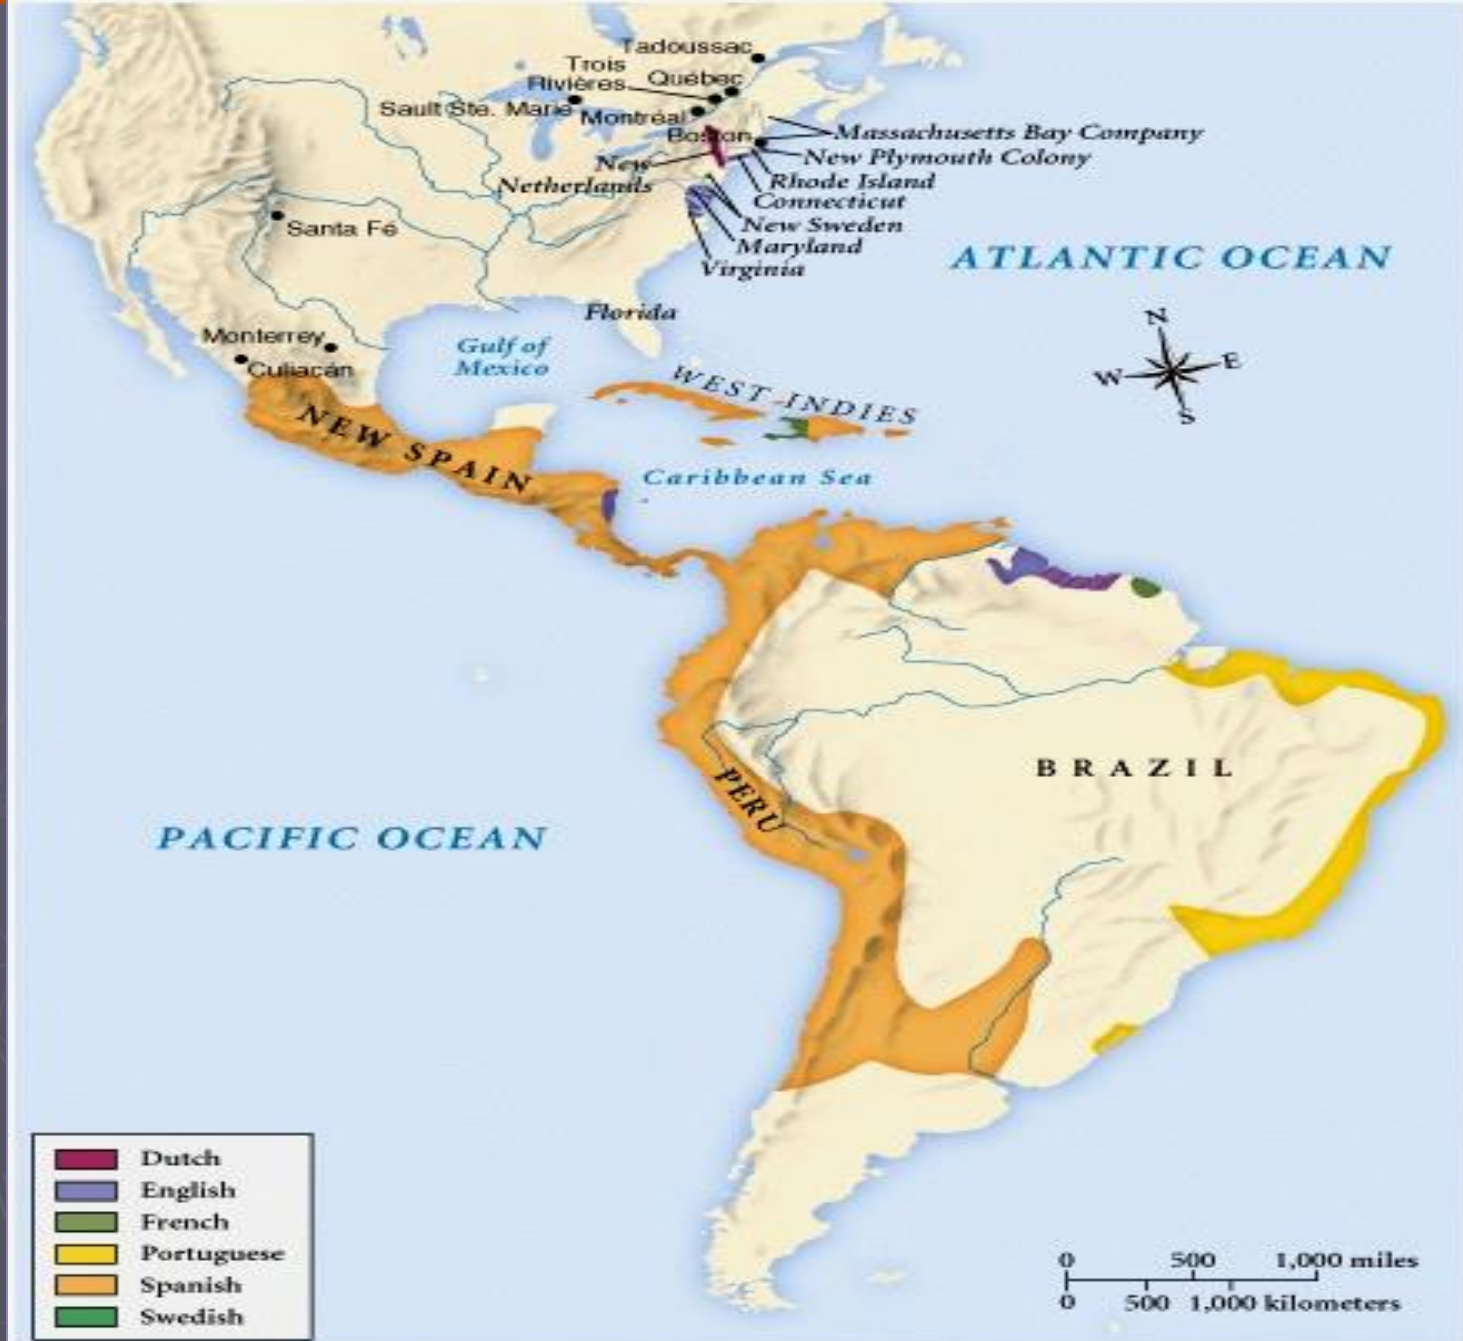 Tadoussac
Trois
Rivières
Québec
Sault Ste. Marie
Montréal
Boston
Massachusetts Bay Company
New Plymouth Colony
New
Netherlands
Rhode Island
Connecticut
New Sweden
Maryland
Virginia
Santa Fé
ATLANTIC OCEAN
Florida
N
W
E
S
Monterrey
Culiacán
Gulf of
Mexico
WEST INDIES
NEW SPAIN
Caribbean Sea
BRAZIL
PERU
PACIFIC OCEAN
Dutch
English
French
Portuguese
Spanish
Swedish
0 500 1,000 miles
0 500 1,000 kilometers